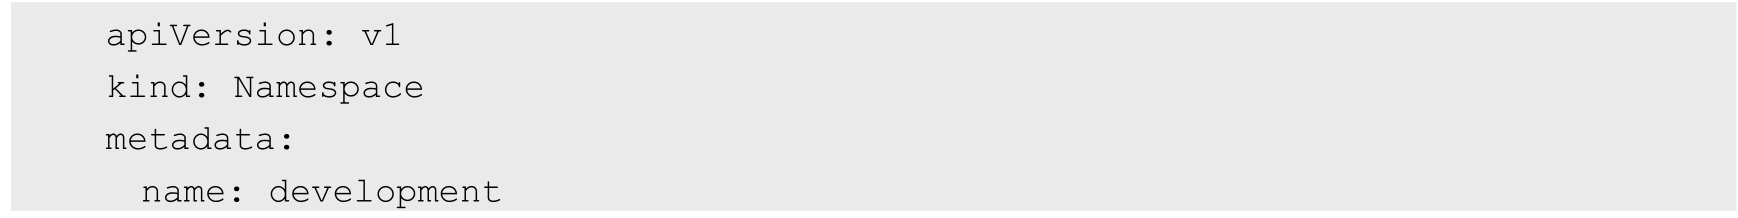 apiVersion: v1
kind: Namespace
metadata:
  name: development